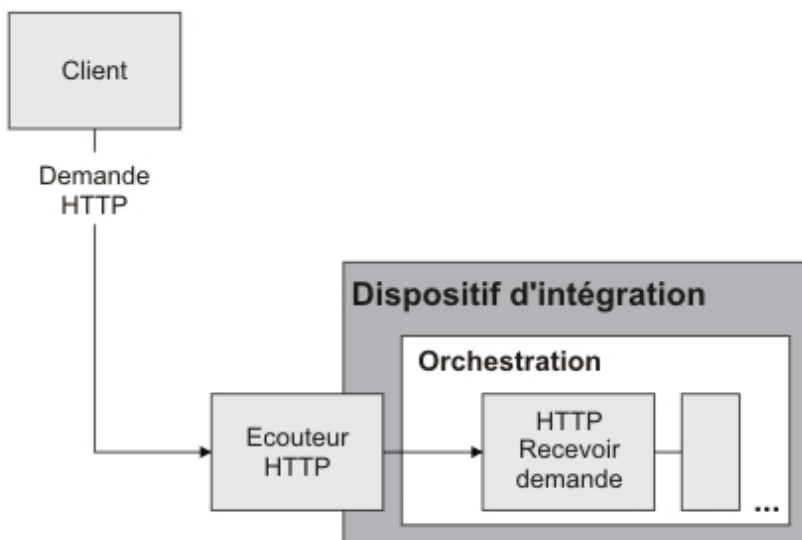 Client
Demande
HTTP
Dispositif d'intégration
Orchestration
Ecouteur
HTTP
HTTP
Recevoir
demande
...